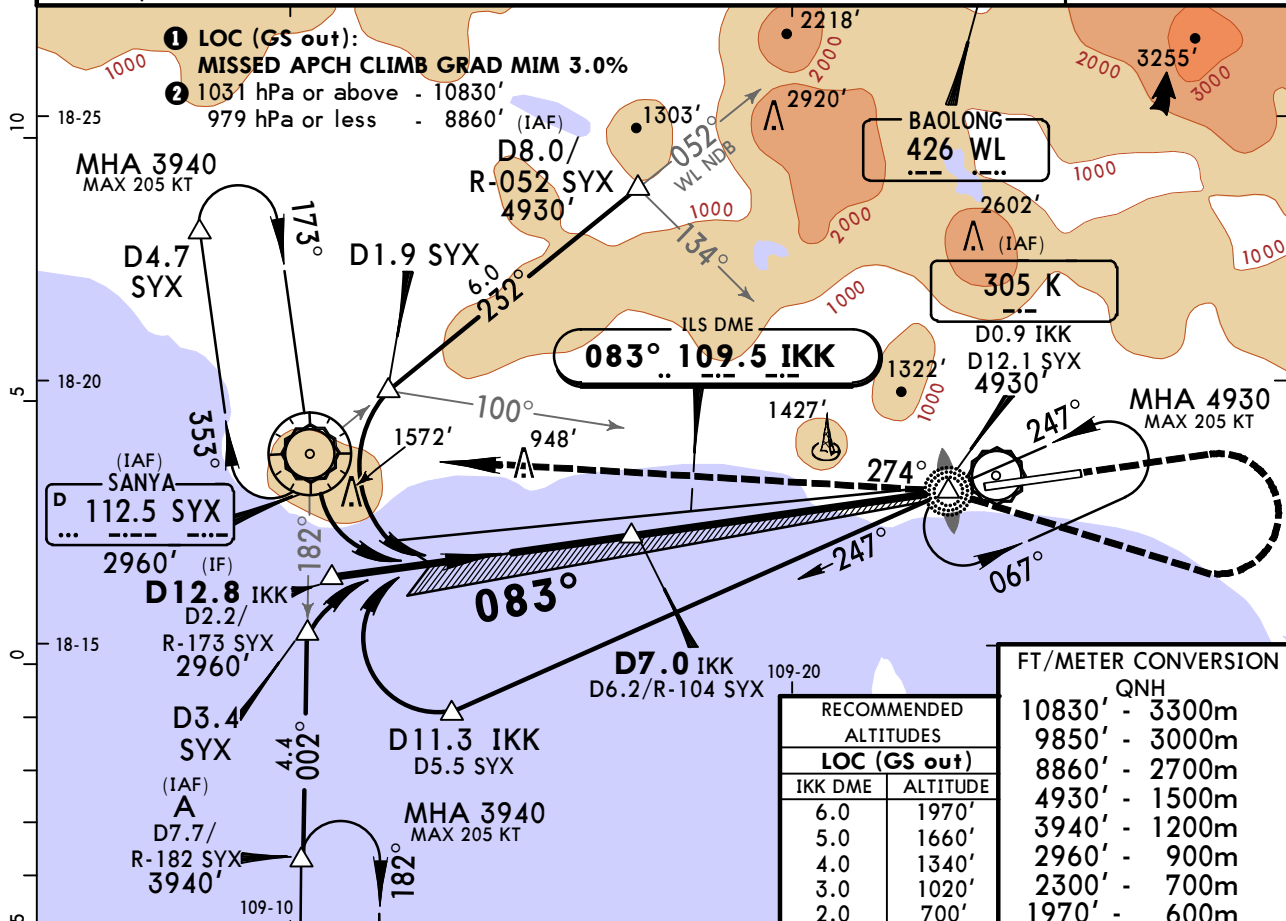 ❶ LOC (GS out):
MISSED APCH CLIMB GRAD MIM 3.0%
❷ 1031 hPa or above - 10830'
979 hPa or less - 8860'
1000
2218'
2000
2000
3255'
3000
10
18-25
MHA 3940
MAX 205 KT
(IAF)
D8.0/
R-052 SYX
4930'
1303'
052°
WL NDB
2920'
BAOLONG
426 WL
1000
1000
2000
2602'
1000
173°
D4.7
SYX
D1.9 SYX
6.0
232°
134°
1000
(IAF)
305 K
D0.9 IKK
D12.1 SYX
4930'
ILS DME
083° 109.5 IKK
1322'
1000
5
18-20
100°
1427'
MHA 4930
MAX 205 KT
353°
1572'
948'
274°
247°
(IAF)
SANYA
D 112.5 SYX
2960'
182°
247°
067°
(IF)
D12.8 IKK
D2.2/
R-173 SYX
2960'
083°
0
18-15
D7.0 IKK
D6.2/R-104 SYX
109-20
D3.4
SYX
D11.3 IKK
D5.5 SYX
4.4
002°
(IAF)
A
D7.7/
R-182 SYX
3940'
MHA 3940
MAX 205 KT
182°
109-10
5
RECOMMENDED
ALTITUDES
LOC (GS out)
IKK DME ALTITUDE
6.0 1970'
5.0 1660'
4.0 1340'
3.0 1020'
2.0 700'
FT/METER CONVERSION
QNH
10830' - 3300m
9850' - 3000m
8860' - 2700m
4930' - 1500m
3940' - 1200m
2960' - 900m
2300' - 700m
1970' - 600m